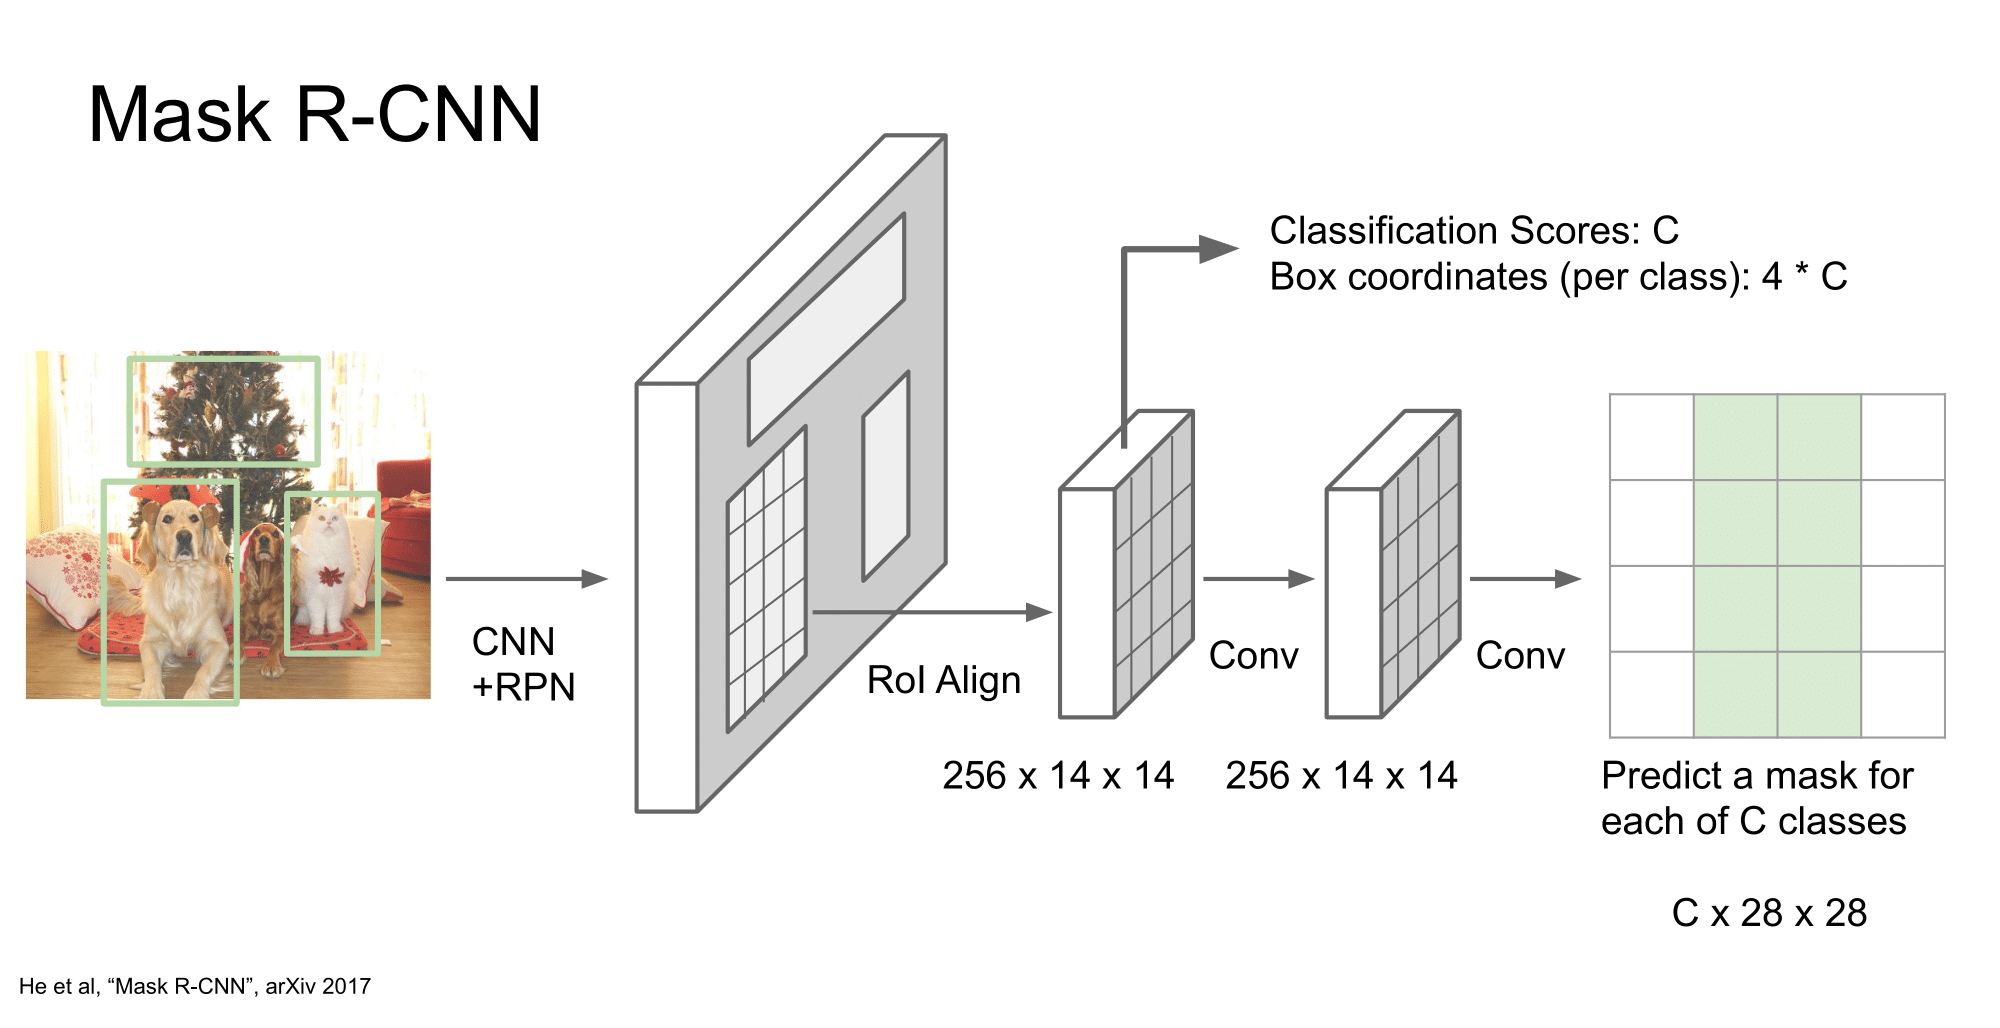 Mask R-CNN
Classification Scores: C
Box coordinates (per class): 4 * C
CNN
+RPN
RoI Align
Conv
Conv
256 x 14 x 14
256 x 14 x 14
Predict a mask for
each of C classes
C x 28 x 28
He et al, “Mask R-CNN”, arXiv 2017